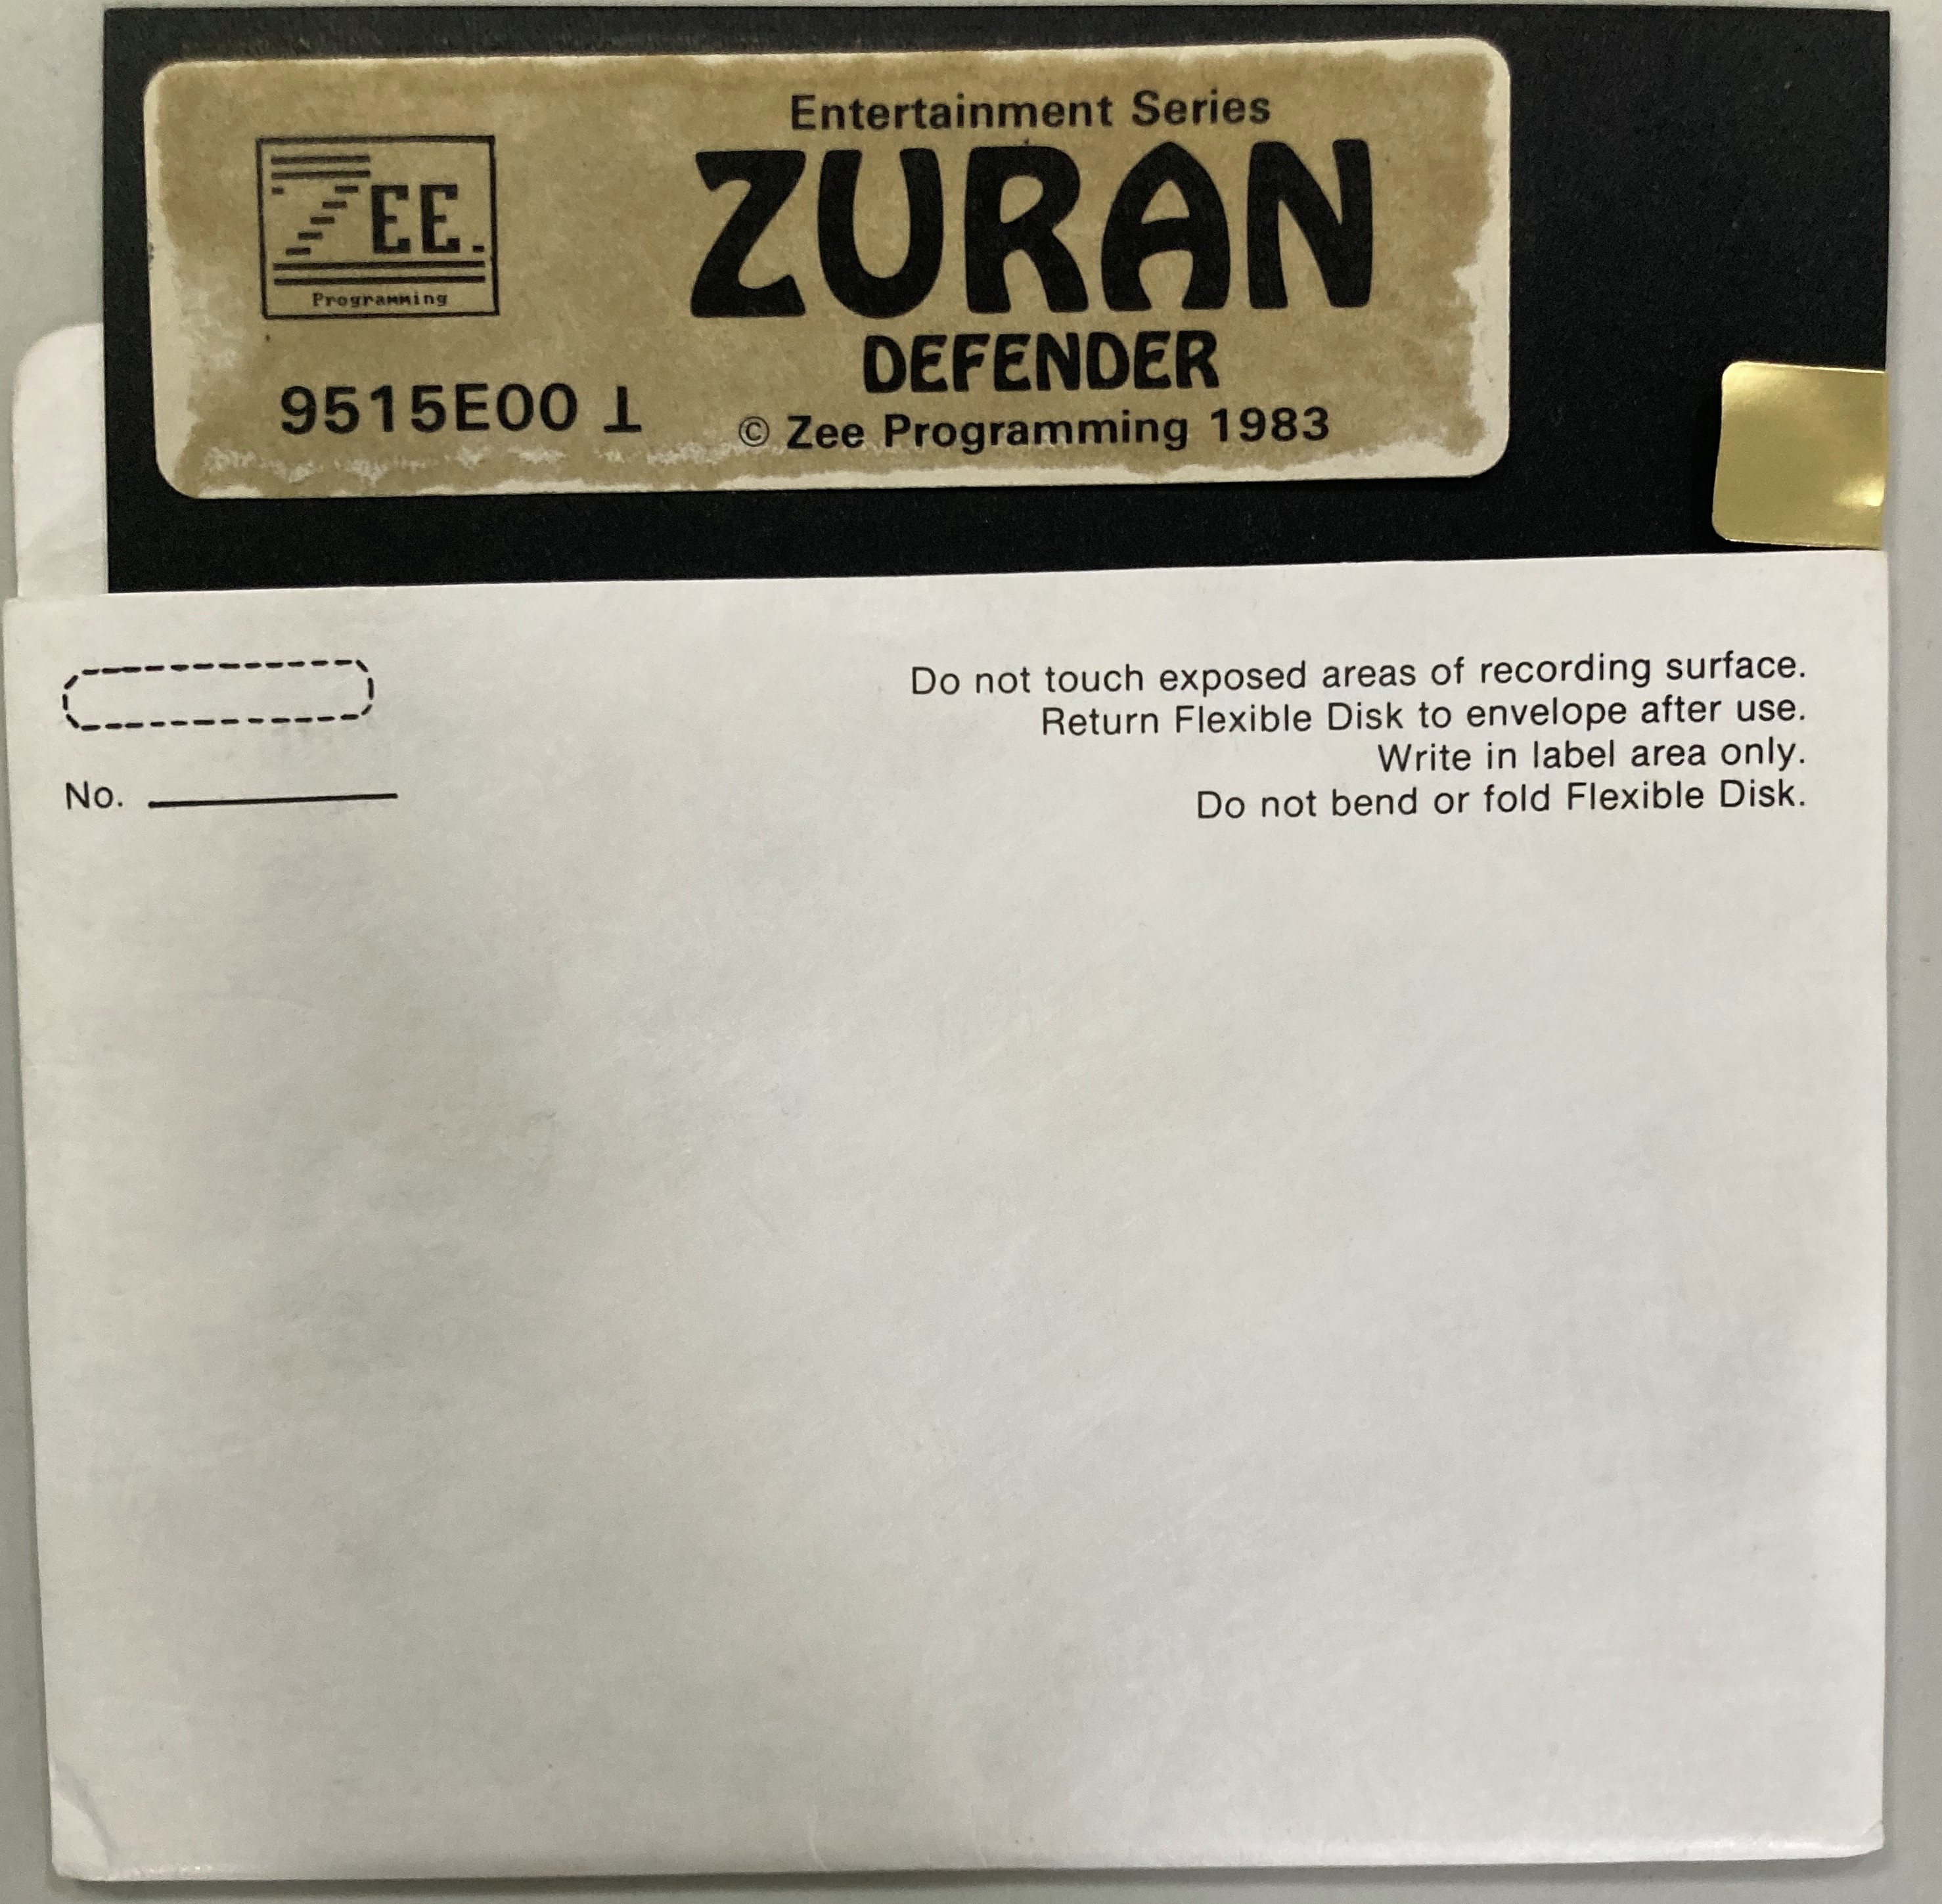 Entertainment Series
ZEE.
Programming
ZURAN
DEFENDER
9515E00 ⊥
© Zee Programming 1983
Do not touch exposed areas of recording surface.
Return Flexible Disk to envelope after use.
Write in label area only.
Do not bend or fold Flexible Disk.
No.